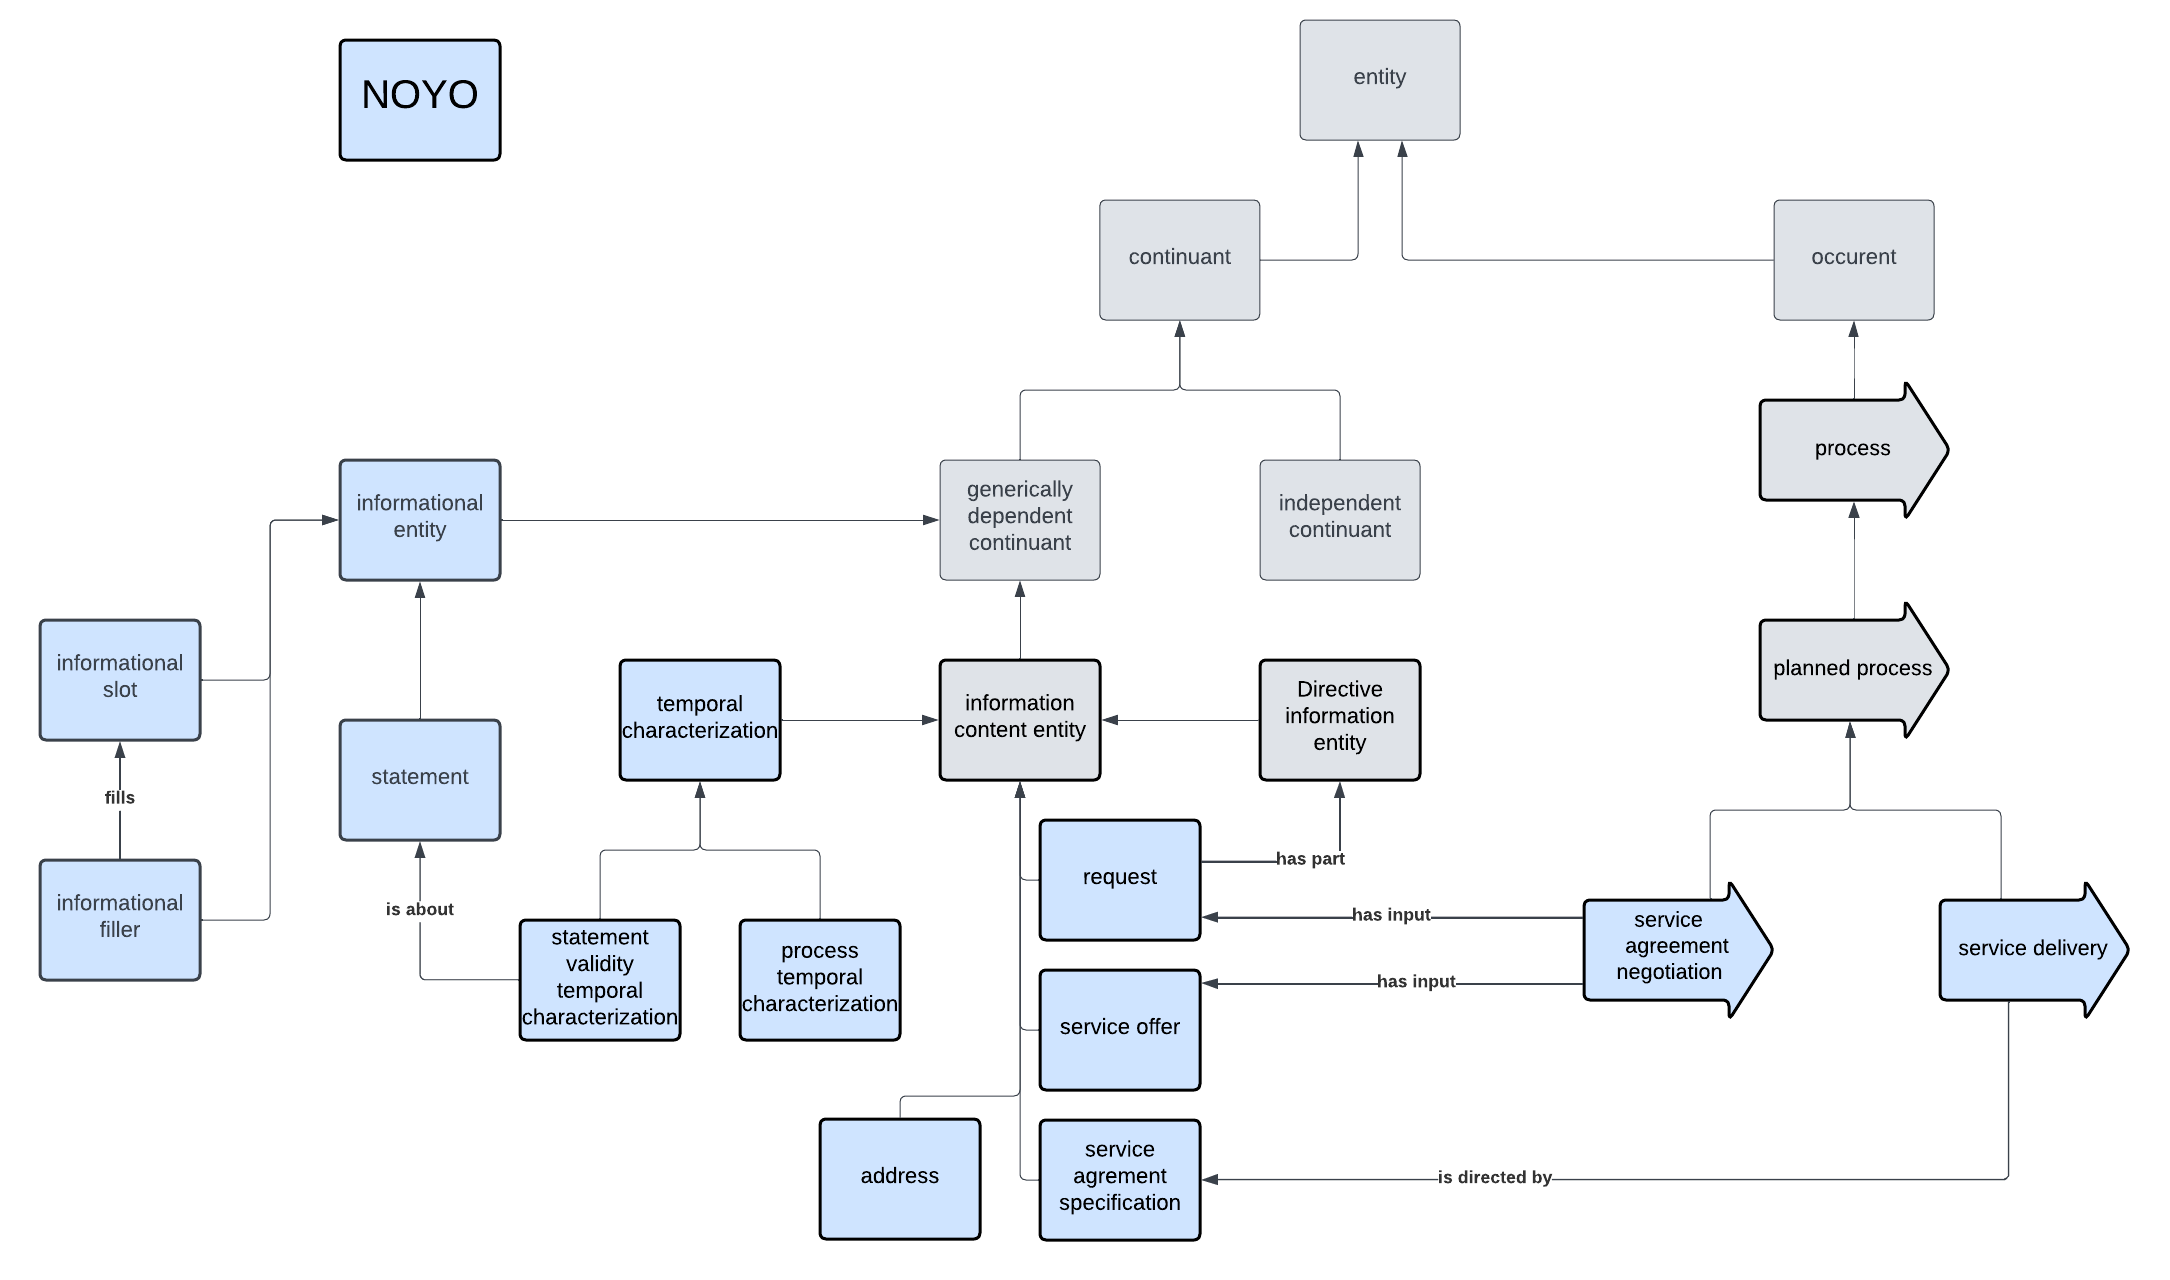 NOYO
entity
continuant
occurent
process
informational
entity
generically
dependent
continuant
independent
continuant
informational
slot
planned process
temporal
characterization
information
content entity
Directive
information
entity
statement
fills
has part
request
informational
filler
is about
has input
service
agreement
negotiation
service delivery
statement
validity
temporal
characterization
process
temporal
characterization
has input
service offer
address
service
agrement
specification
is directed by